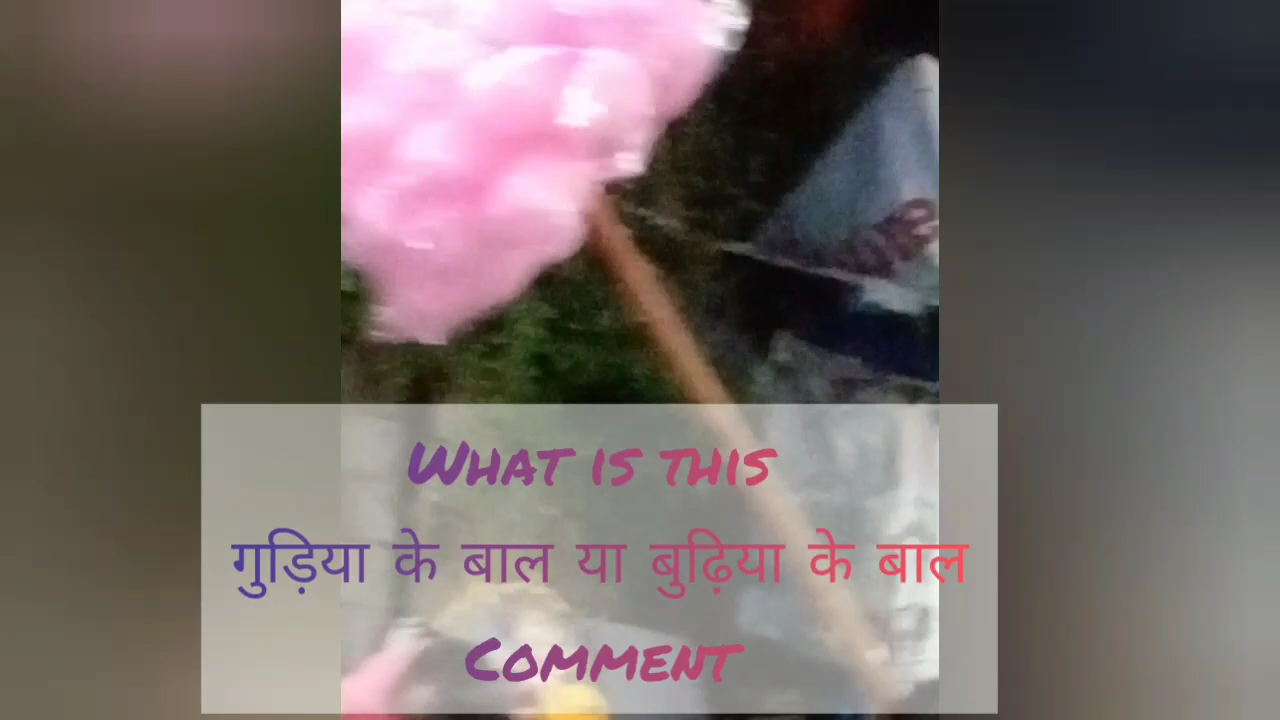 What is this
गुड़िया के बाल या बुढ़िया के बाल
Comment